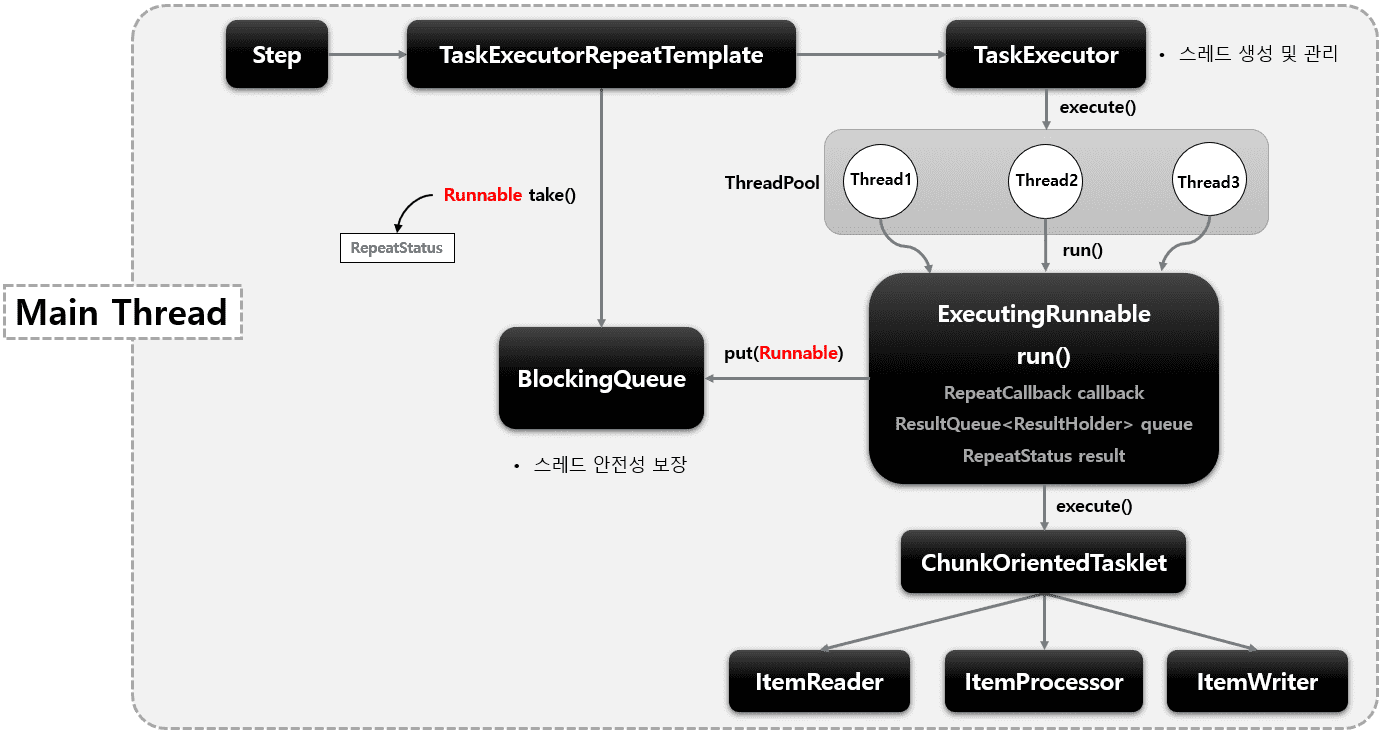 Step
TaskExecutorRepeatTemplate
TaskExecutor
• 스레드 생성 및 관리
execute()
ThreadPool
Thread1
Thread2
Thread3
Runnable take()
RepeatStatus
run()
Main Thread
ExecutingRunnable
run()
RepeatCallback callback
ResultQueue<ResultHolder> queue
RepeatStatus result
put(Runnable)
BlockingQueue
• 스레드 안전성 보장
execute()
ChunkOrientedTasklet
ItemReader
ItemProcessor
ItemWriter